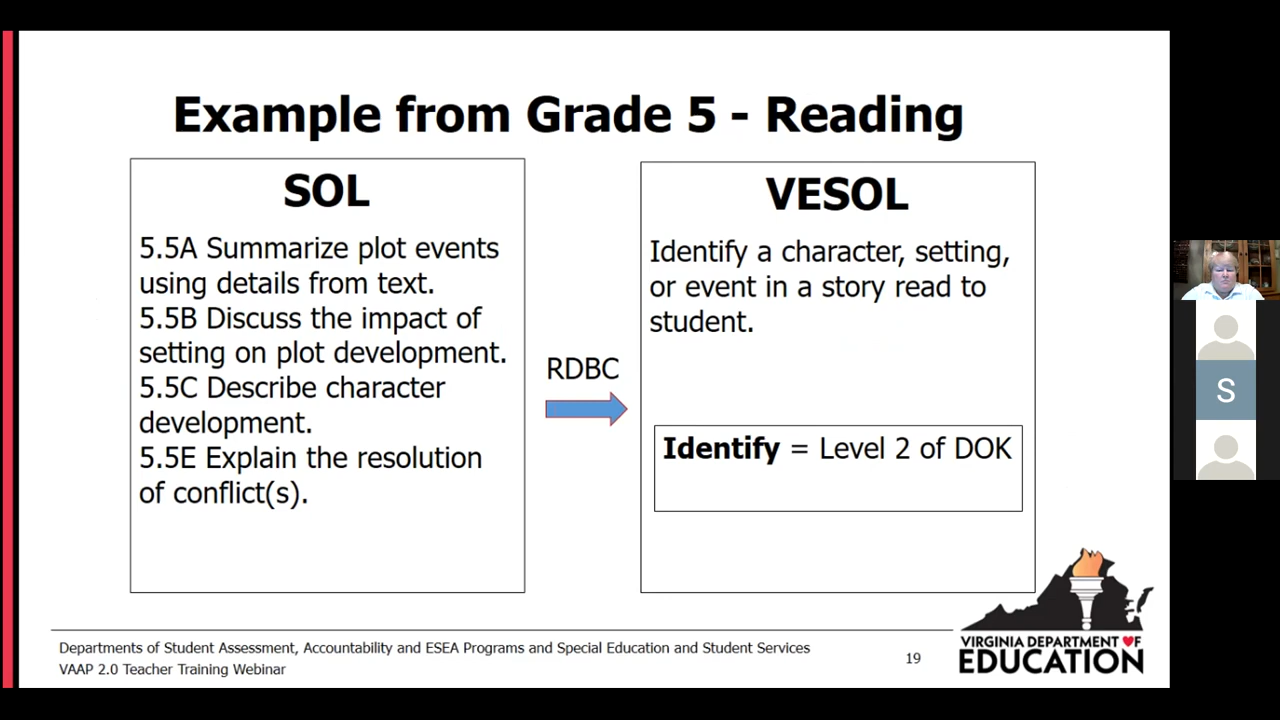 Example from Grade 5 - Reading
SOL
5.5A Summarize plot events
using details from text.
5.5B Discuss the impact of
setting on plot development.
5.5C Describe character
development.
5.5E Explain the resolution
of conflict(s).
RDBC
VESOL
Identify a character, setting,
or event in a story read to
student.
Identify = Level 2 of DOK
S
Departments of Student Assessment, Accountability and ESEA Programs and Special Education and Student Services
VAAP 2.0 Teacher Training Webinar
19
VIRGINIA DEPARTMENT OF
EDUCATION